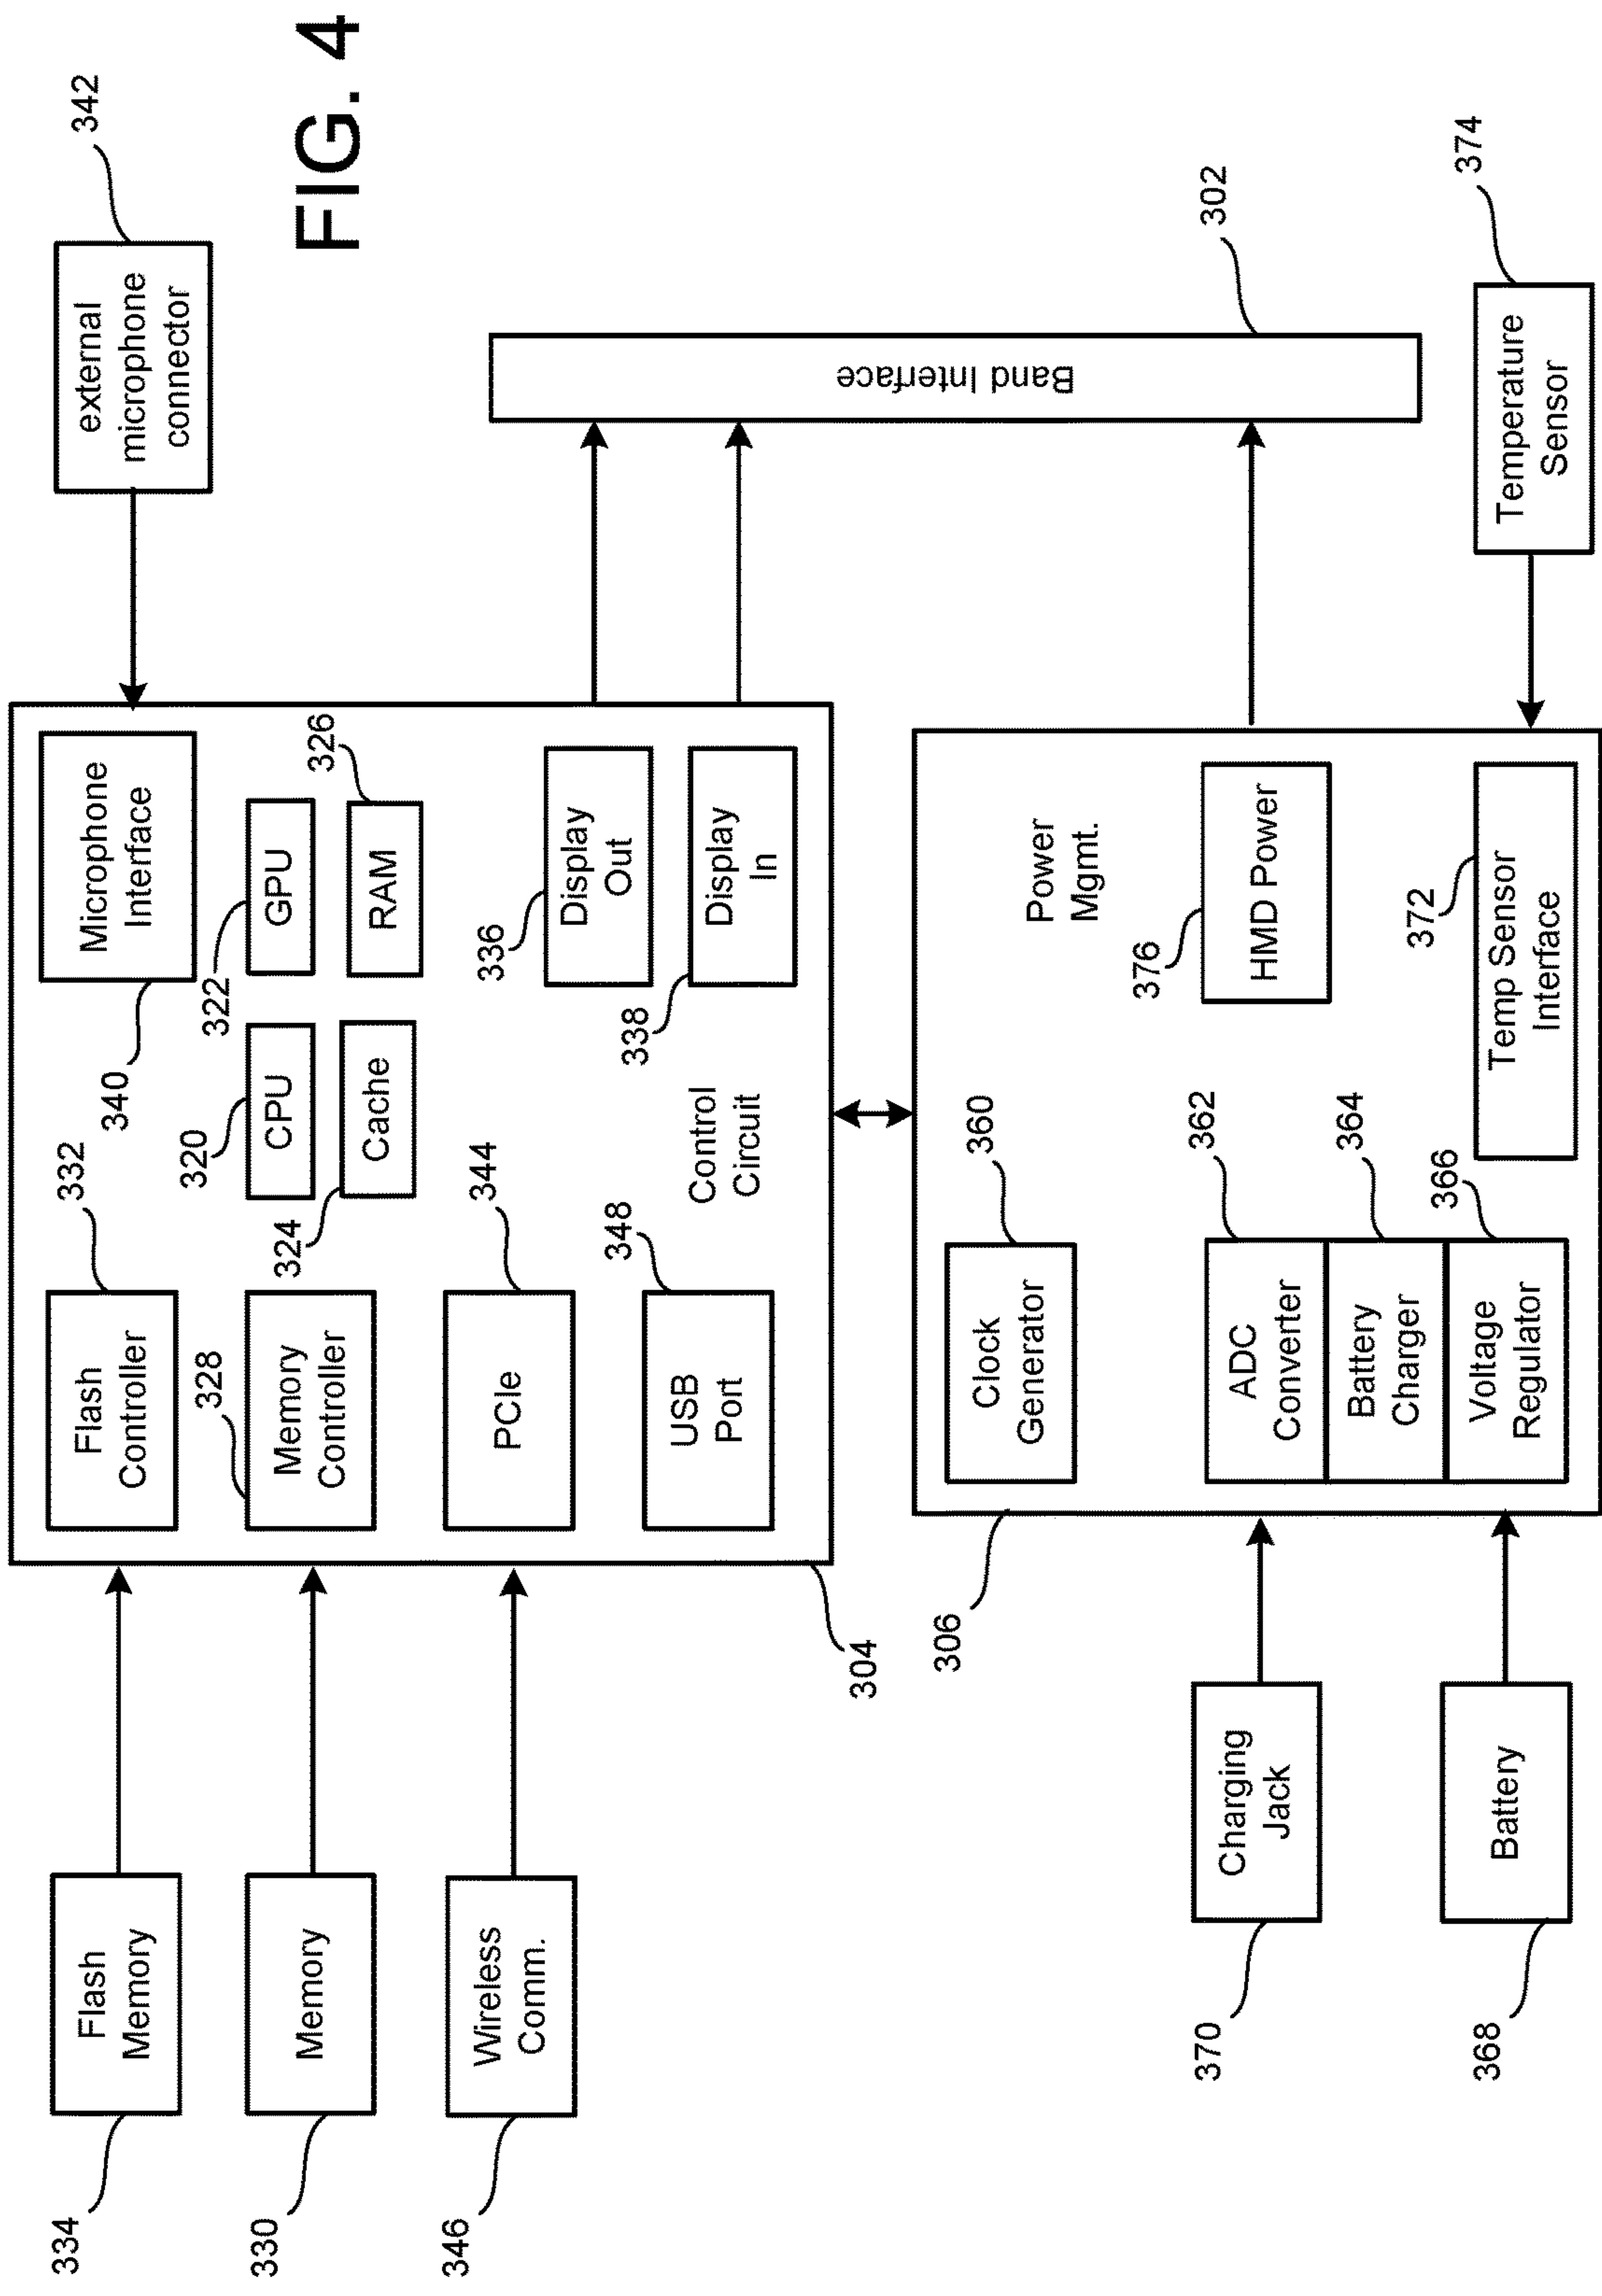 FIG. 4
334
Flash
Memory
330
Memory
346
Wireless
Comm.
304
332
Flash
Controller
328
Memory
Controller
344
PCIe
348
USB
Port
340
Microphone
Interface
320
CPU
322
GPU
324
Cache
326
RAM
336
Display
Out
338
Display
In
Control
Circuit
342
external
microphone
connector
302
Band Interface
306
360
Clock
Generator
362
ADC
Converter
364
Battery
Charger
366
Voltage
Regulator
Power
Mgmt.
376
HMD Power
372
Temp Sensor
Interface
374
Temperature
Sensor
370
Charging
Jack
368
Battery